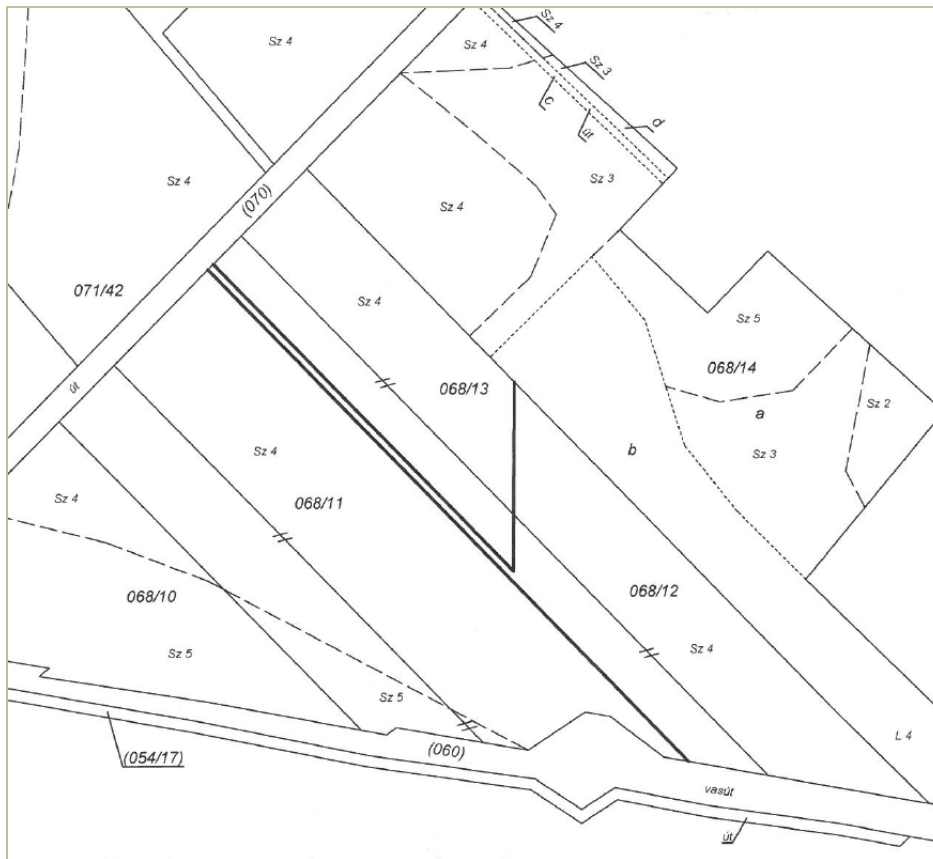 Sz 4
Sz 4
Sz 4
Sz 3
c
út
d
Sz 4
(070)
Sz 3
Sz 4
071/42
Sz 4
Sz 5
068/14
út
068/13
a
Sz 2
b
Sz 3
Sz 4
068/11
Sz 4
068/10
068/12
Sz 5
Sz 4
Sz 5
L 4
(060)
(054/17)
vasút
út